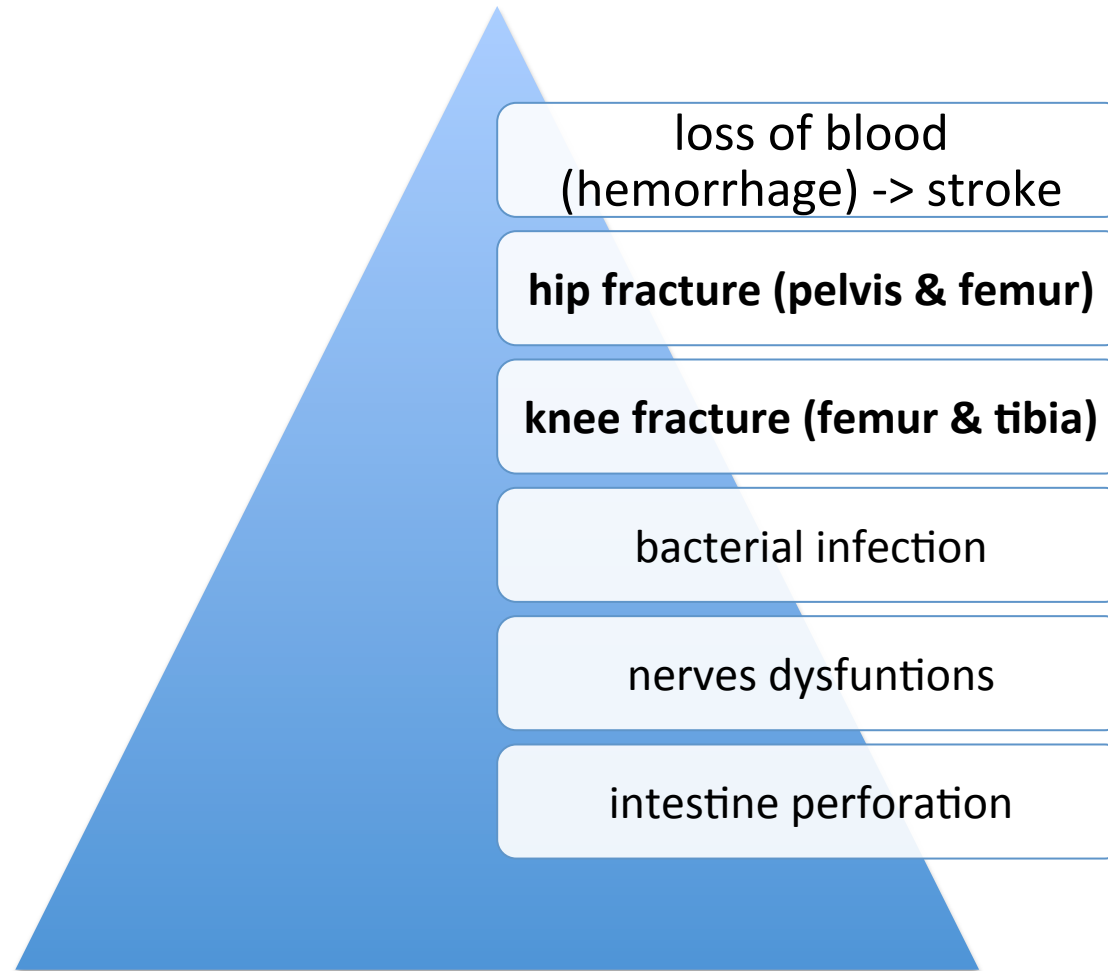 loss of blood
(hemorrhage) -> stroke
hip fracture (pelvis & femur)
knee fracture (femur & tibia)
bacterial infection
nerves dysfuntions
intestine perforation